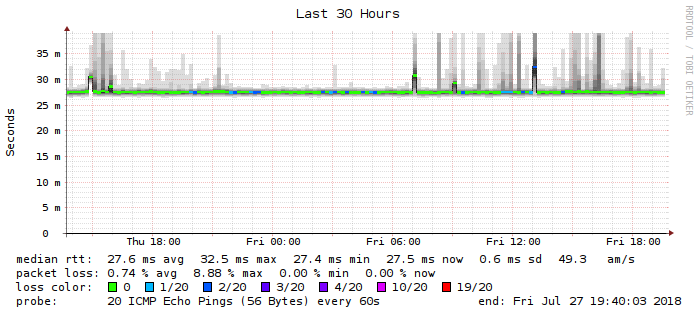 Last 30 Hours
RRDTOOL / TOBI OETIKER
Seconds
35 m
30 m
25 m
20 m
15 m
10 m
5 m
0
Thu 18:00 Fri 00:00 Fri 06:00 Fri 12:00 Fri 18:00
median rtt: 27.6 ms avg 32.5 ms max 27.4 ms min 27.5 ms now 0.6 ms sd 49.3 am/s
packet loss: 0.74 % avg 8.88 % max 0.00 % min 0.00 % now
loss color: 0 1/20 2/20 3/20 4/20 10/20 19/20
probe: 20 ICMP Echo Pings (56 Bytes) every 60s end: Fri Jul 27 19:40:03 2018